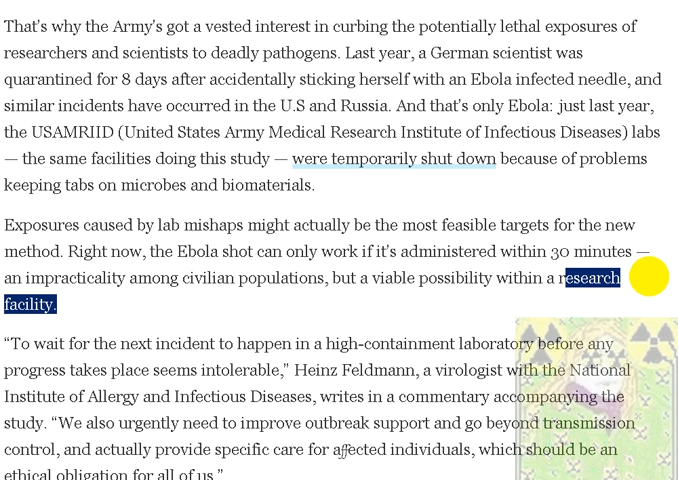 That's why the Army's got a vested interest in curbing the potentially lethal exposures of
researchers and scientists to deadly pathogens. Last year, a German scientist was
quarantined for 8 days after accidentally sticking herself with an Ebola infected needle, and
similar incidents have occurred in the U.S and Russia. And that's only Ebola: just last year,
the USAMRIID (United States Army Medical Research Institute of Infectious Diseases) labs
— the same facilities doing this study — were temporarily shut down because of problems
keeping tabs on microbes and biomaterials.
Exposures caused by lab mishaps might actually be the most feasible targets for the new
method. Right now, the Ebola shot can only work if it's administered within 30 minutes —
an impracticality among civilian populations, but a viable possibility within a research
facility.
“To wait for the next incident to happen in a high-containment laboratory before any
progress takes place seems intolerable,” Heinz Feldmann, a virologist with the National
Institute of Allergy and Infectious Diseases, writes in a commentary accompanying the
study. “We also urgently need to improve outbreak support and go beyond transmission
control, and actually provide specific care for affected individuals, which should be an
ethical obligation for all of us.”